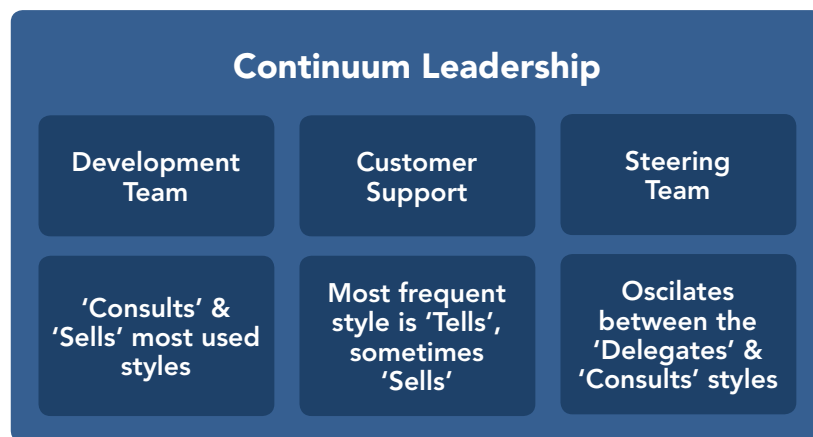 Continuum Leadership
Development
Team
Customer
Support
Steering
Team
‘Consults’ &
‘Sells’ most used
styles
Most frequent
style is ‘Tells’,
sometimes
‘Sells’
Oscilates
between the
‘Delegates’ &
‘Consults’ styles